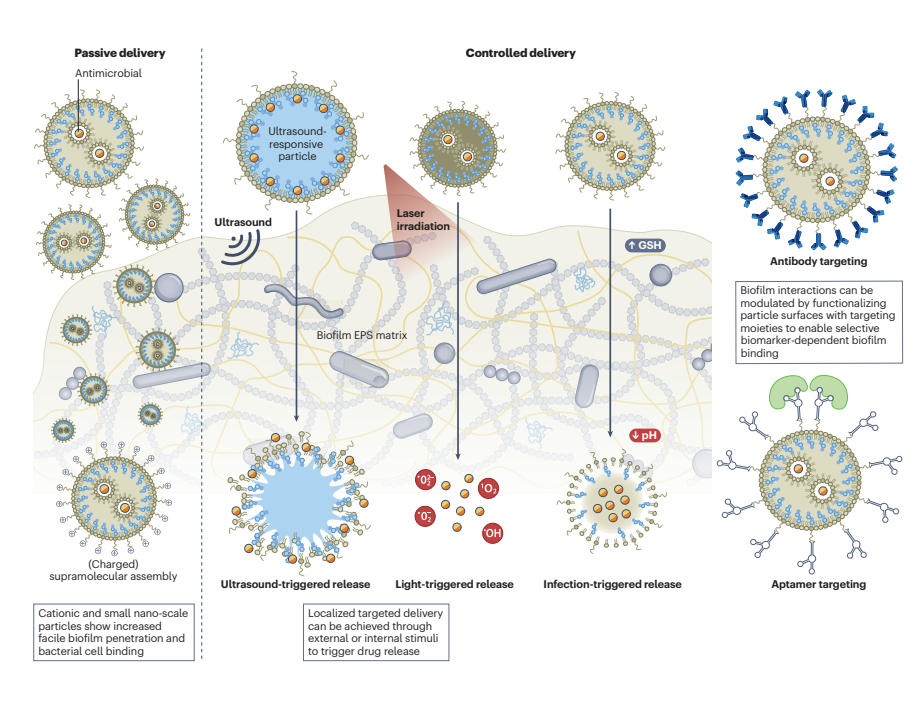 Passive delivery
Controlled delivery
Antimicrobial
Ultrasound-
responsive
particle
Ultrasound
Laser
irradiation
↑ GSH
Biofilm EPS matrix
↓ pH
Antibody targeting
Biofilm interactions can be
modulated by functionalizing
particle surfaces with targeting
moieties to enable selective
biomarker-dependent biofilm
binding
¹O₂
•OH
(Charged)
supramolecular assembly
Ultrasound-triggered release
Light-triggered release
Infection-triggered release
Aptamer targeting
Cationic and small nano-scale
particles show increased
facile biofilm penetration and
bacterial cell binding
Localized targeted delivery
can be achieved through
external or internal stimuli
to trigger drug release